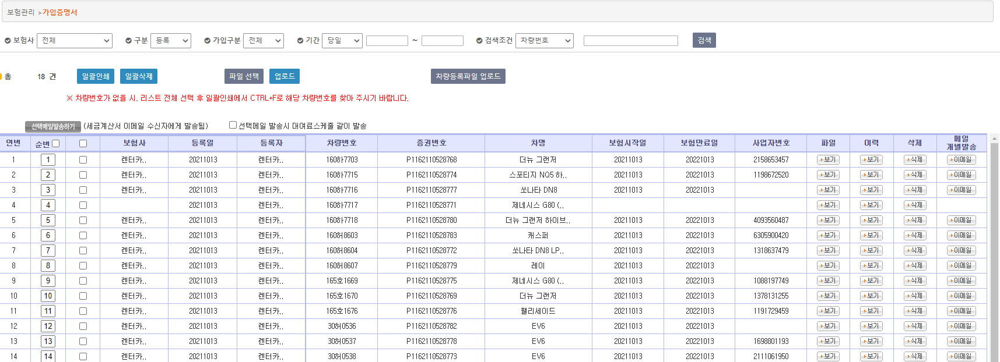 보험관리 >가입증명서
보험사 전체 구분 등록 가입구분 전체 기간 당일 ~ 검색조건 차량번호 검색
총 18 건 일괄인쇄 일괄삭제 파일 선택 업로드 차량등록파일 업로드
※ 차량번호가 없을 시, 리스트 전체 선택 후 일괄인쇄에서 CTRL+F로 해당 차량번호를 찾아 주시기 바랍니다.
선택메일발송하기 (세금계산서 이메일 수신자에게 발송됨) 선택메일 발송시 대여료스케줄 같이 발송
연번 순번 보험사 등록일 등록자 차량번호 증권번호 차명 보험시작일 보험만료일 사업자번호 파일 이력 삭제 메일 개별발송
1 1 렌터카.. 20211013 렌터카.. 160하7703 P1162110528768 더뉴 그랜저 20211013 20221013 2158653457 보기 보기 삭제 이메일
2 2 렌터카.. 20211013 렌터카.. 160하7715 P1162110528774 스포티지 NQ5 하.. 20211013 20221013 1198672520 보기 보기 삭제 이메일
3 3 렌터카.. 20211013 렌터카.. 160하7716 P1162110528777 쏘나타 DN8 20211013 20221013 보기 보기 삭제 이메일
4 4 20211013 렌터카.. 160하7717 P1162110528771 제네시스 G80 (.. 보기 보기 삭제
5 5 렌터카.. 20211013 렌터카.. 160하7718 P1162110528780 더뉴 그랜저 하이브.. 20211013 20221013 4093560487 보기 보기 삭제 이메일
6 6 렌터카.. 20211013 렌터카.. 160허8603 P1162110528783 캐스퍼 20211013 20221013 6305900420 보기 보기 삭제 이메일
7 7 렌터카.. 20211013 렌터카.. 160허8604 P1162110528772 쏘나타 DN8 LP.. 20211013 20221013 1318637479 보기 보기 삭제 이메일
8 8 렌터카.. 20211013 렌터카.. 160허8607 P1162110528779 레이 20211013 20221013 보기 보기 삭제 이메일
9 9 렌터카.. 20211013 렌터카.. 165호1669 P1162110528775 제네시스 G80 (.. 20211013 20221013 1088197749 보기 보기 삭제 이메일
10 10 렌터카.. 20211013 렌터카.. 165호1670 P1162110528769 더뉴 그랜저 20211013 20221013 1378131255 보기 보기 삭제 이메일
11 11 렌터카.. 20211013 렌터카.. 165호1676 P1162110528776 팰리세이드 20211013 20221013 1191729459 보기 보기 삭제 이메일
12 12 렌터카.. 20211013 렌터카.. 30허0536 P1162110528782 EV6 20211013 20221013 보기 보기 삭제 이메일
13 13 렌터카.. 20211013 렌터카.. 30허0537 P1162110528778 EV6 20211013 20221013 1698801193 보기 보기 삭제 이메일
14 14 렌터카.. 20211013 렌터카.. 30허0538 P1162110528773 EV6 20211013 20221013 2111061950 보기 보기 삭제 이메일